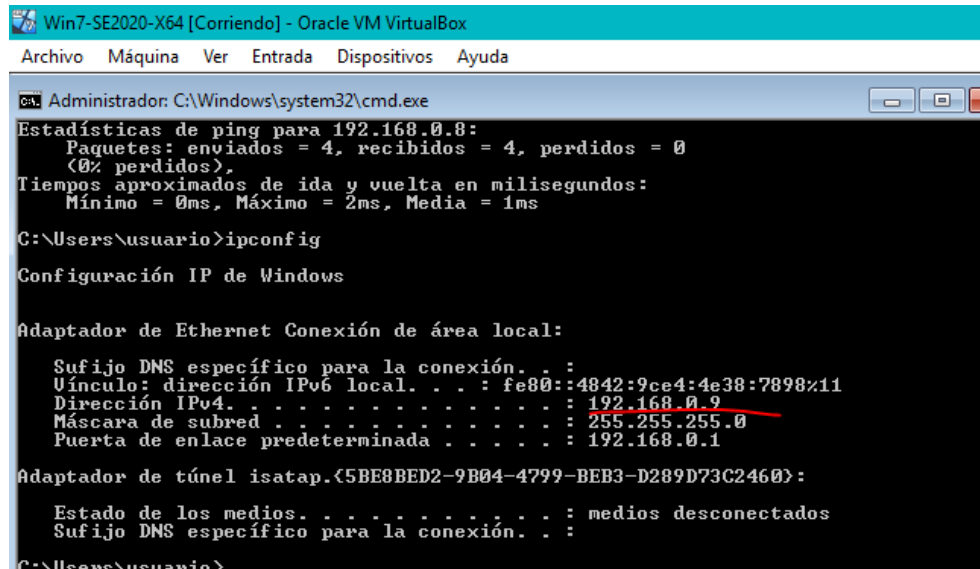 Win7-SE2020-X64 [Corriendo] - Oracle VM VirtualBox
Archivo Máquina Ver Entrada Dispositivos Ayuda
Administrador: C:\Windows\system32\cmd.exe
Estadísticas de ping para 192.168.0.8:
Paquetes: enviados = 4, recibidos = 4, perdidos = 0
(0% perdidos),
Tiempos aproximados de ida y vuelta en milisegundos:
Mínimo = 0ms, Máximo = 2ms, Media = 1ms
C:\Users\usuario>ipconfig
Configuración IP de Windows
Adaptador de Ethernet Conexión de área local:
Sufijo DNS específico para la conexión. . :
Vínculo: dirección IPv6 local. . . : fe80::4842:9ce4:4e38:7898%11
Dirección IPv4. . . . . . . . . . . . . . : 192.168.0.9
Máscara de subred . . . . . . . . . . . . : 255.255.255.0
Puerta de enlace predeterminada . . . . . : 192.168.0.1
Adaptador de túnel isatap.{5BE8BED2-9B04-4799-BEB3-D289D73C2460}:
Estado de los medios. . . . . . . . . . . : medios desconectados
Sufijo DNS específico para la conexión. . :
C:\Users\usuario>